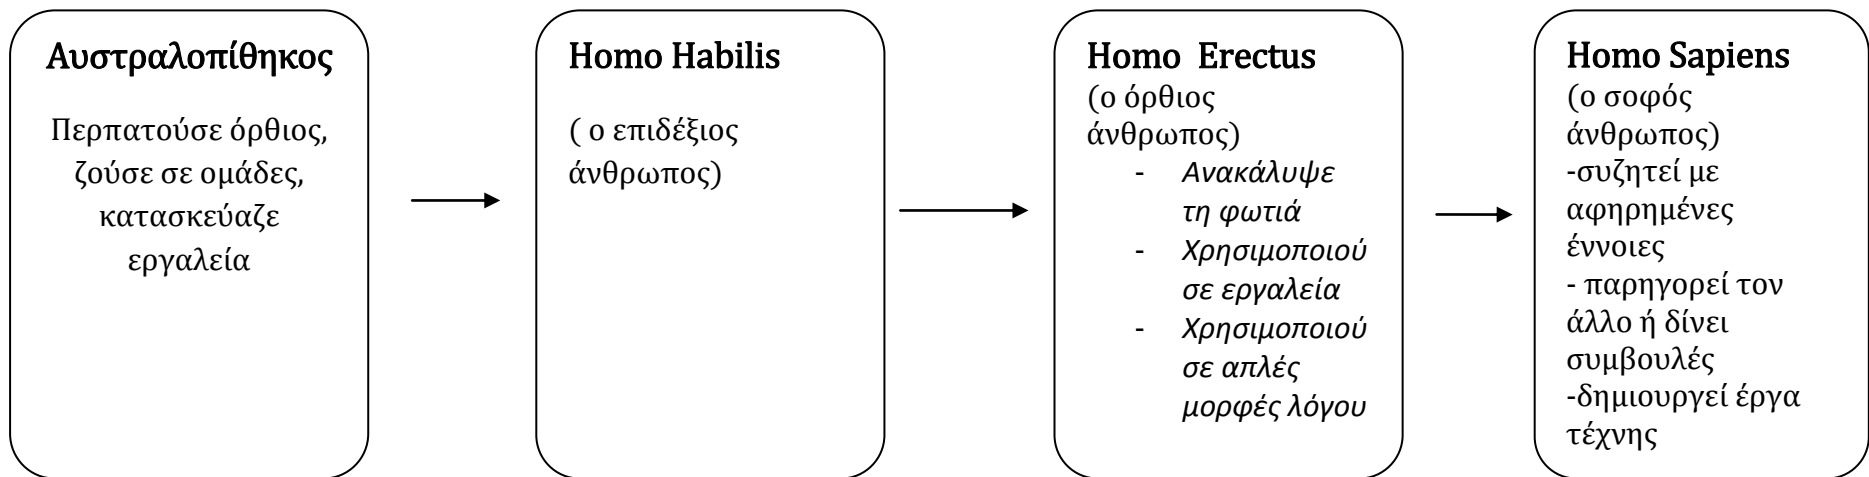 Αυστραλοπίθηκος
Περπατούσε όρθιος,
ζούσε σε ομάδες,
κατασκεύαζε
εργαλεία
Homo Habilis
( ο επιδέξιος
άνθρωπος)
Homo Erectus
(ο όρθιος
άνθρωπος)
- Ανακάλυψε
τη φωτιά
- Χρησιμοποιού
σε εργαλεία
- Χρησιμοποιού
σε απλές
μορφές λόγου
Homo Sapiens
(ο σοφός
άνθρωπος)
-συζητεί με
αφηρημένες
έννοιες
- παρηγορεί τον
άλλο ή δίνει
συμβουλές
-δημιουργεί έργα
τέχνης